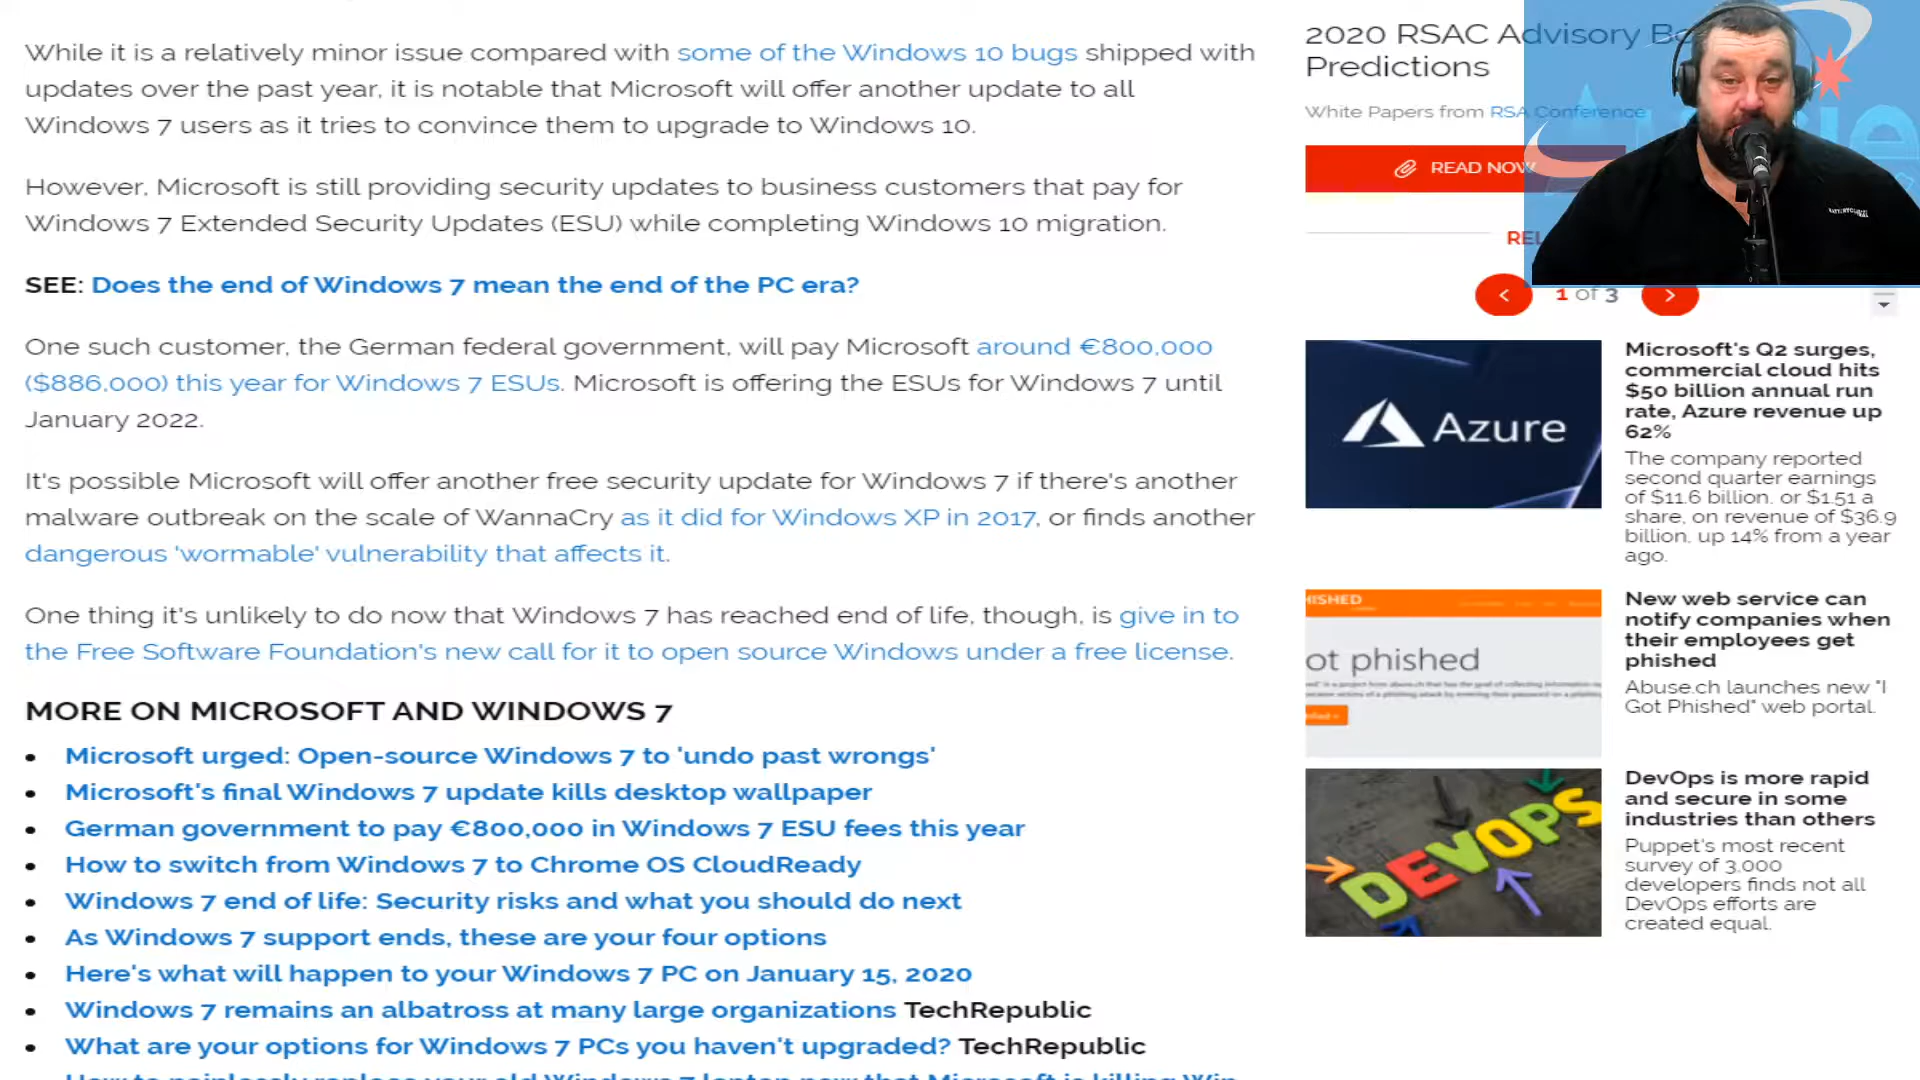 While it is a relatively minor issue compared with some of the Windows 10 bugs shipped with
updates over the past year, it is notable that Microsoft will offer another update to all
Windows 7 users as it tries to convince them to upgrade to Windows 10.
However, Microsoft is still providing security updates to business customers that pay for
Windows 7 Extended Security Updates (ESU) while completing Windows 10 migration.
SEE: Does the end of Windows 7 mean the end of the PC era?
One such customer, the German federal government, will pay Microsoft around €800,000
($886,000) this year for Windows 7 ESUs. Microsoft is offering the ESUs for Windows 7 until
January 2022.
It's possible Microsoft will offer another free security update for Windows 7 if there's another
malware outbreak on the scale of WannaCry as it did for Windows XP in 2017, or finds another
dangerous 'wormable' vulnerability that affects it.
One thing it's unlikely to do now that Windows 7 has reached end of life, though, is give in to
the Free Software Foundation's new call for it to open source Windows under a free license.
MORE ON MICROSOFT AND WINDOWS 7
Microsoft urged: Open-source Windows 7 to 'undo past wrongs'
Microsoft's final Windows 7 update kills desktop wallpaper
German government to pay €800,000 in Windows 7 ESU fees this year
How to switch from Windows 7 to Chrome OS CloudReady
Windows 7 end of life: Security risks and what you should do next
As Windows 7 support ends, these are your four options
Here's what will happen to your Windows 7 PC on January 15, 2020
Windows 7 remains an albatross at many large organizations TechRepublic
What are your options for Windows 7 PCs you haven't upgraded? TechRepublic
How to painlessly replace your old Windows 7 laptop now that Microsoft is killing Win
2020 RSAC Advisory
Predictions
White Papers from RSA Conference
READ NOW
1 of 3
Azure
Microsoft's Q2 surges,
commercial cloud hits
$50 billion annual run
rate, Azure revenue up
62%
The company reported
second quarter earnings
of $11.6 billion, or $1.51 a
share, on revenue of $36.9
billion, up 14% from a year
ago.
ot phished
New web service can
notify companies when
their employees get
phished
Abuse.ch launches new "I
Got Phished" web portal.
DEVOPS
DevOps is more rapid
and secure in some
industries than others
Puppet's most recent
survey of 3,000
developers finds not all
DevOps efforts are
created equal.